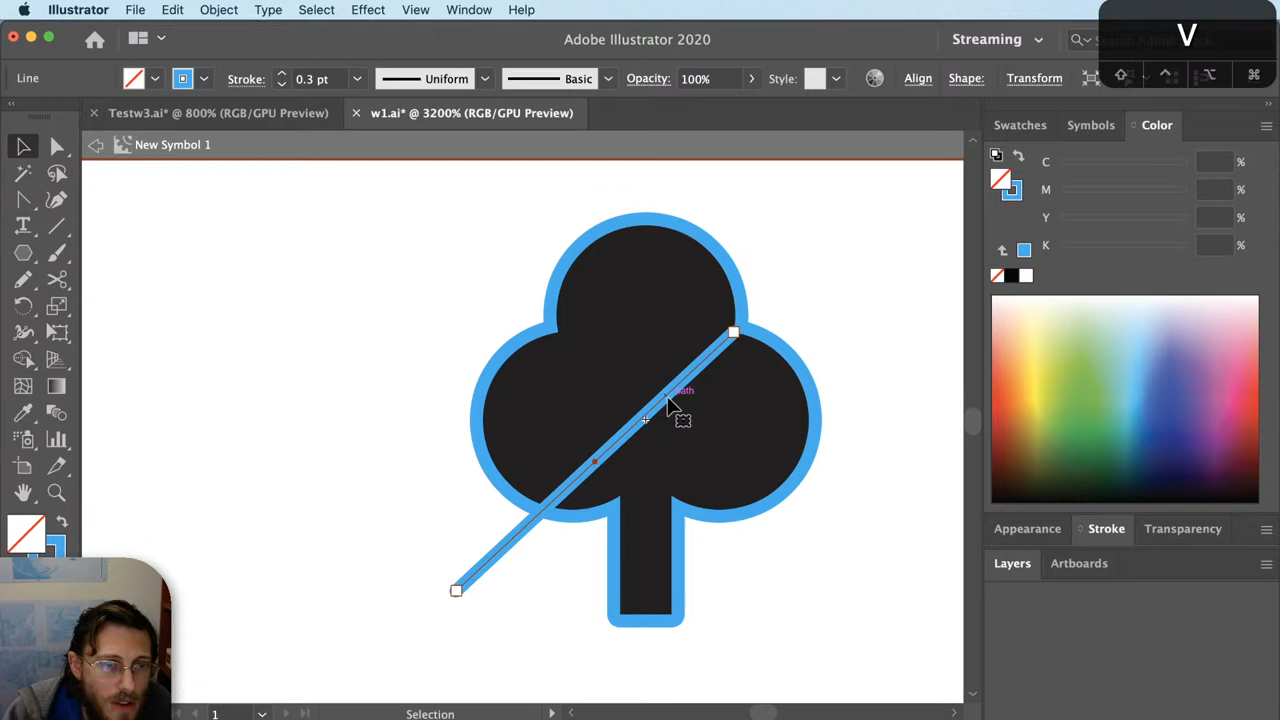 Illustrator File Edit Object Type Select Effect View Window Help
V
Adobe Illustrator 2020
Streaming
Line
Stroke: 0.3 pt
Uniform
Basic
Opacity: 100%
Style:
Align
Shape:
Transform
Testw3.ai* @ 800% (RGB/GPU Preview)
w1.ai* @ 3200% (RGB/GPU Preview)
New Symbol 1
Swatches
Symbols
Color
C %
M %
Y %
K %
Appearance
Stroke
Transparency
Layers
Artboards
1
Selection